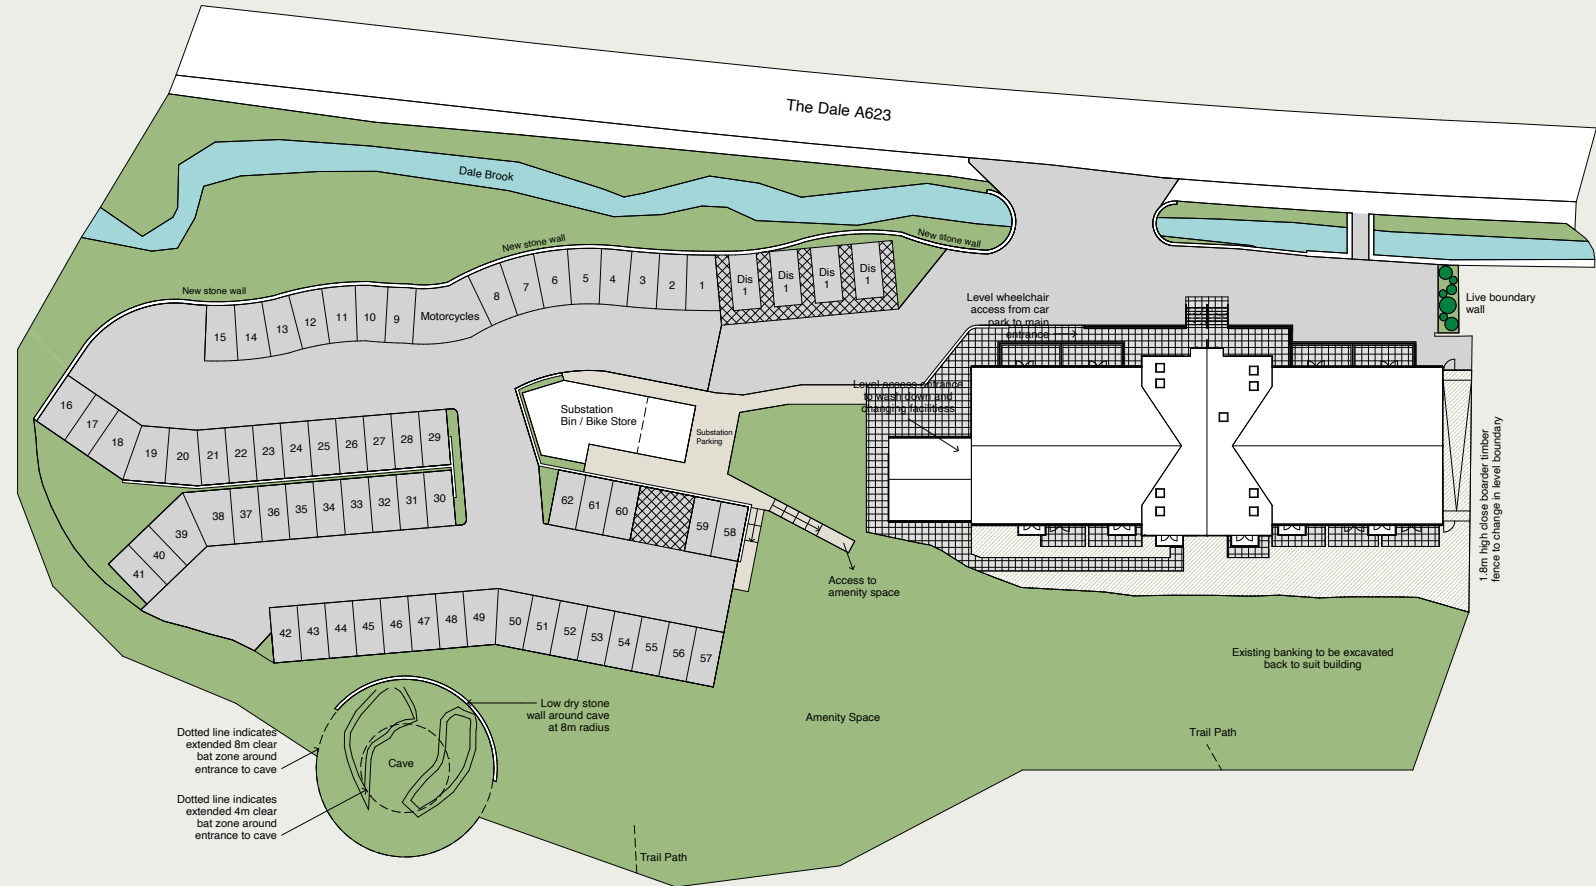 The Dale A623
Dale Brook
New stone wall
New stone wall
New stone wall
8
7
6
5
4
3
2
1
Dis
1
Dis
1
Dis
1
Dis
1
15
14
13
12
11
10
9
Motorcycles
Level wheelchair
access from car
park to main
entrance
Live boundary
wall
Level access entrance
to wash down and
changing facilities
16
17
18
19
20
21
22
23
24
25
26
27
28
29
Substation
Bin / Bike Store
Substation
Parking
1.8m high close boarder timber
fence to change in level boundary
41
40
39
38
37
36
35
34
33
32
31
30
62
61
60
59
58
Access to
amenity space
42
43
44
45
46
47
48
49
50
51
52
53
54
55
56
57
Existing banking to be excavated
back to suit building
Low dry stone
wall around cave
at 8m radius
Amenity Space
Trail Path
Dotted line indicates
extended 8m clear
bat zone around
entrance to cave
Cave
Dotted line indicates
extended 4m clear
bat zone around
entrance to cave
Trail Path